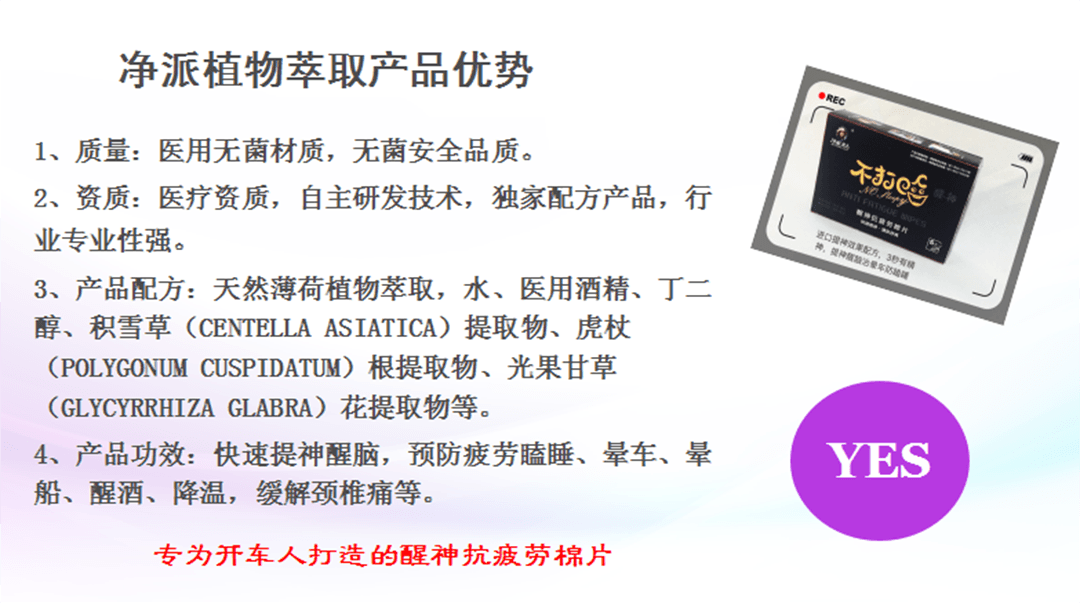 净派植物萃取产品优势
1、质量：医用无菌材质，无菌安全品质。
2、资质：医疗资质，自主研发技术，独家配方产品，行
业专业性强。
3、产品配方：天然薄荷植物萃取，水、医用酒精、丁二
醇、积雪草（CENTELLA ASIATICA）提取物、虎杖
（POLYGONUM CUSPIDATUM）根提取物、光果甘草
（GLYCYRRHIZA GLABRA）花提取物等。
4、产品功效：快速提神醒脑，预防疲劳瞌睡、晕车、晕
船、醒酒、降温，缓解颈椎痛等。
专为开车人打造的醒神抗疲劳棉片
REC
不打瞌
ANTI FATIGUE WIPES
醒神抗疲劳棉片
进口提神效果配方，3秒有精
神，提神醒脑治晕车防瞌睡
YES